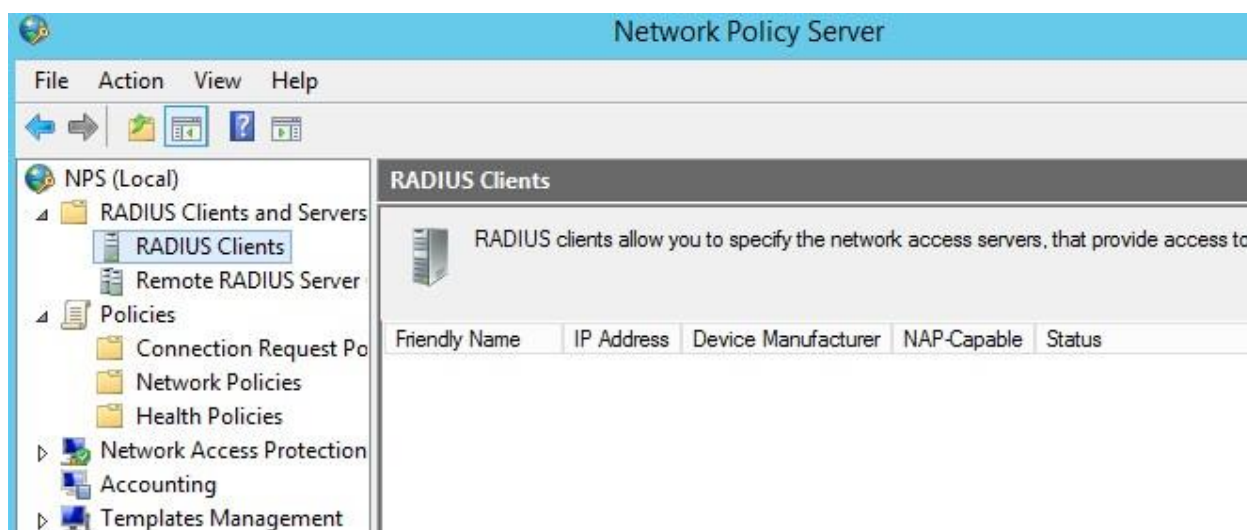 Network Policy Server
File Action View Help
NPS (Local)
RADIUS Clients and Servers
RADIUS Clients
Remote RADIUS Server
Policies
Connection Request Po
Network Policies
Health Policies
Network Access Protection
Accounting
Templates Management
RADIUS Clients
RADIUS clients allow you to specify the network access servers, that provide access to
Friendly Name IP Address Device Manufacturer NAP-Capable Status